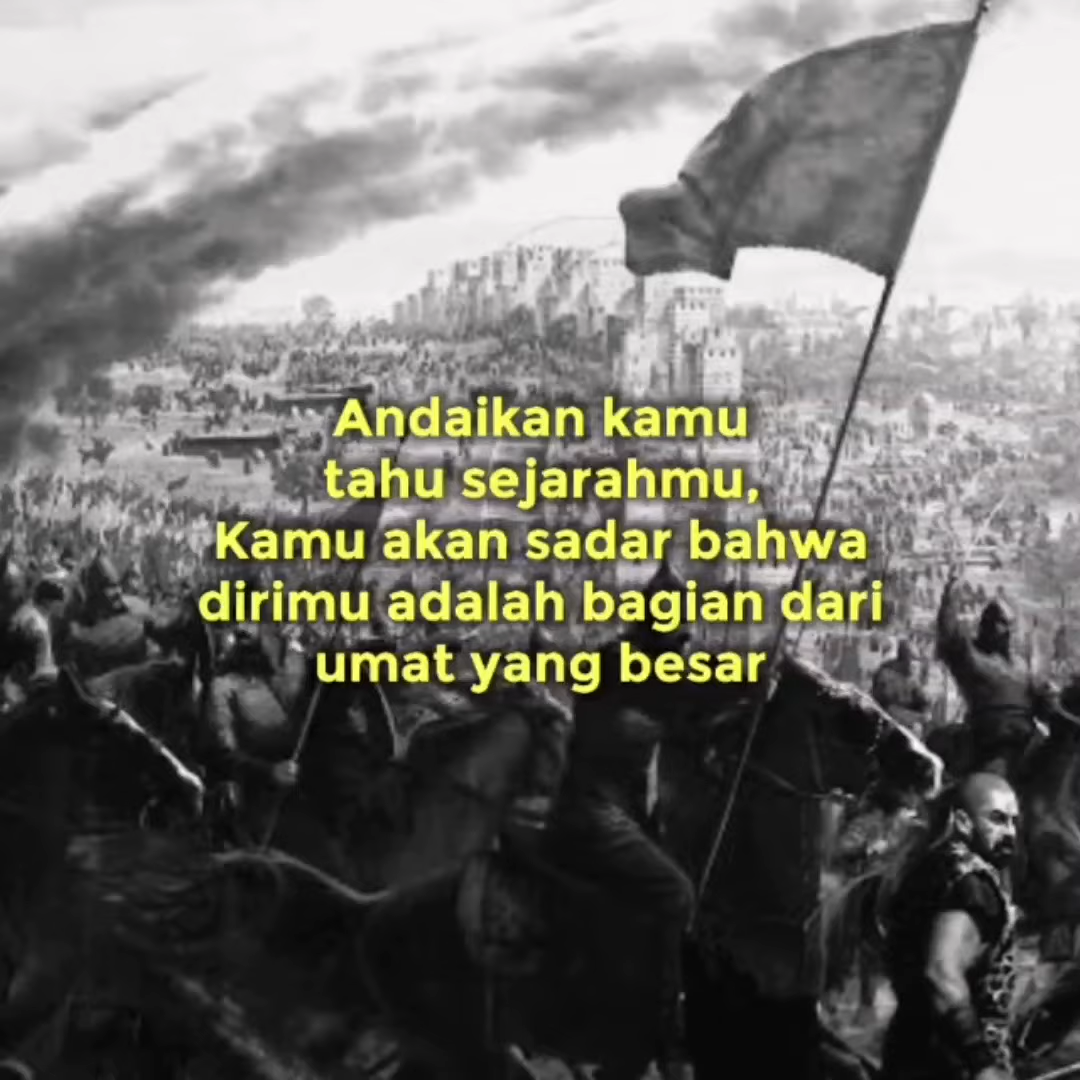 Andaikan kamu
tahu sejarahmu,
Kamu akan sadar bahwa
dirimu adalah bagian dari
umat yang besar